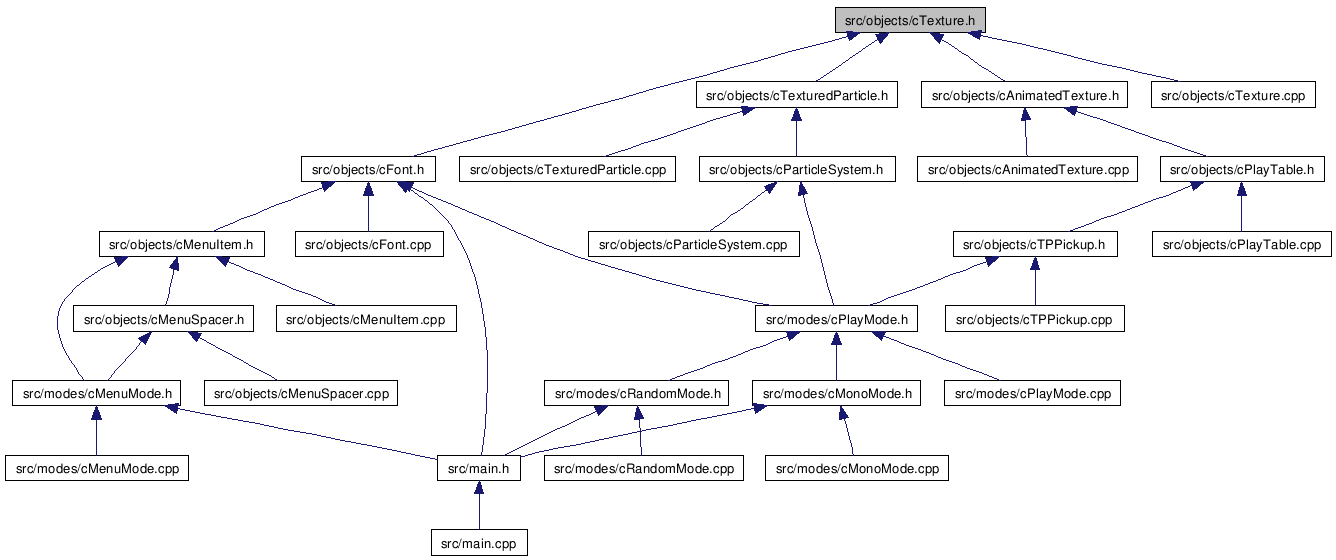 src/objects/cTexture.h
src/objects/cTexturedParticle.h
src/objects/cAnimatedTexture.h
src/objects/cTexture.cpp
src/objects/cFont.h
src/objects/cTexturedParticle.cpp
src/objects/cParticleSystem.h
src/objects/cAnimatedTexture.cpp
src/objects/cPlayTable.h
src/objects/cMenuItem.h
src/objects/cFont.cpp
src/objects/cParticleSystem.cpp
src/objects/cTPPickup.h
src/objects/cPlayTable.cpp
src/objects/cMenuSpacer.h
src/objects/cMenuItem.cpp
src/modes/cPlayMode.h
src/objects/cTPPickup.cpp
src/modes/cMenuMode.h
src/objects/cMenuSpacer.cpp
src/modes/cRandomMode.h
src/modes/cMonoMode.h
src/modes/cPlayMode.cpp
src/modes/cMenuMode.cpp
src/main.h
src/modes/cRandomMode.cpp
src/modes/cMonoMode.cpp
src/main.cpp